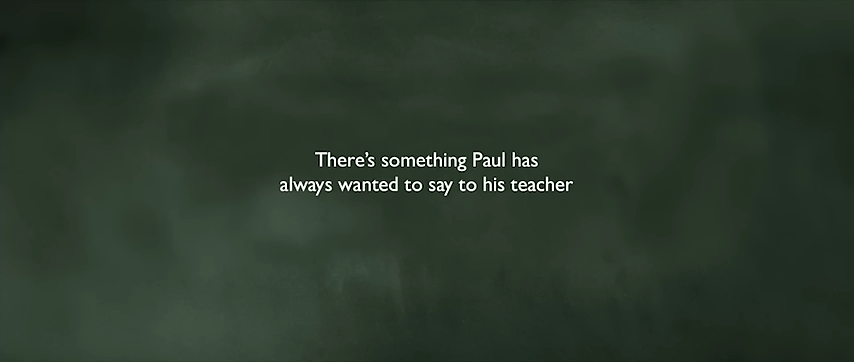 There’s something Paul has
always wanted to say to his teacher